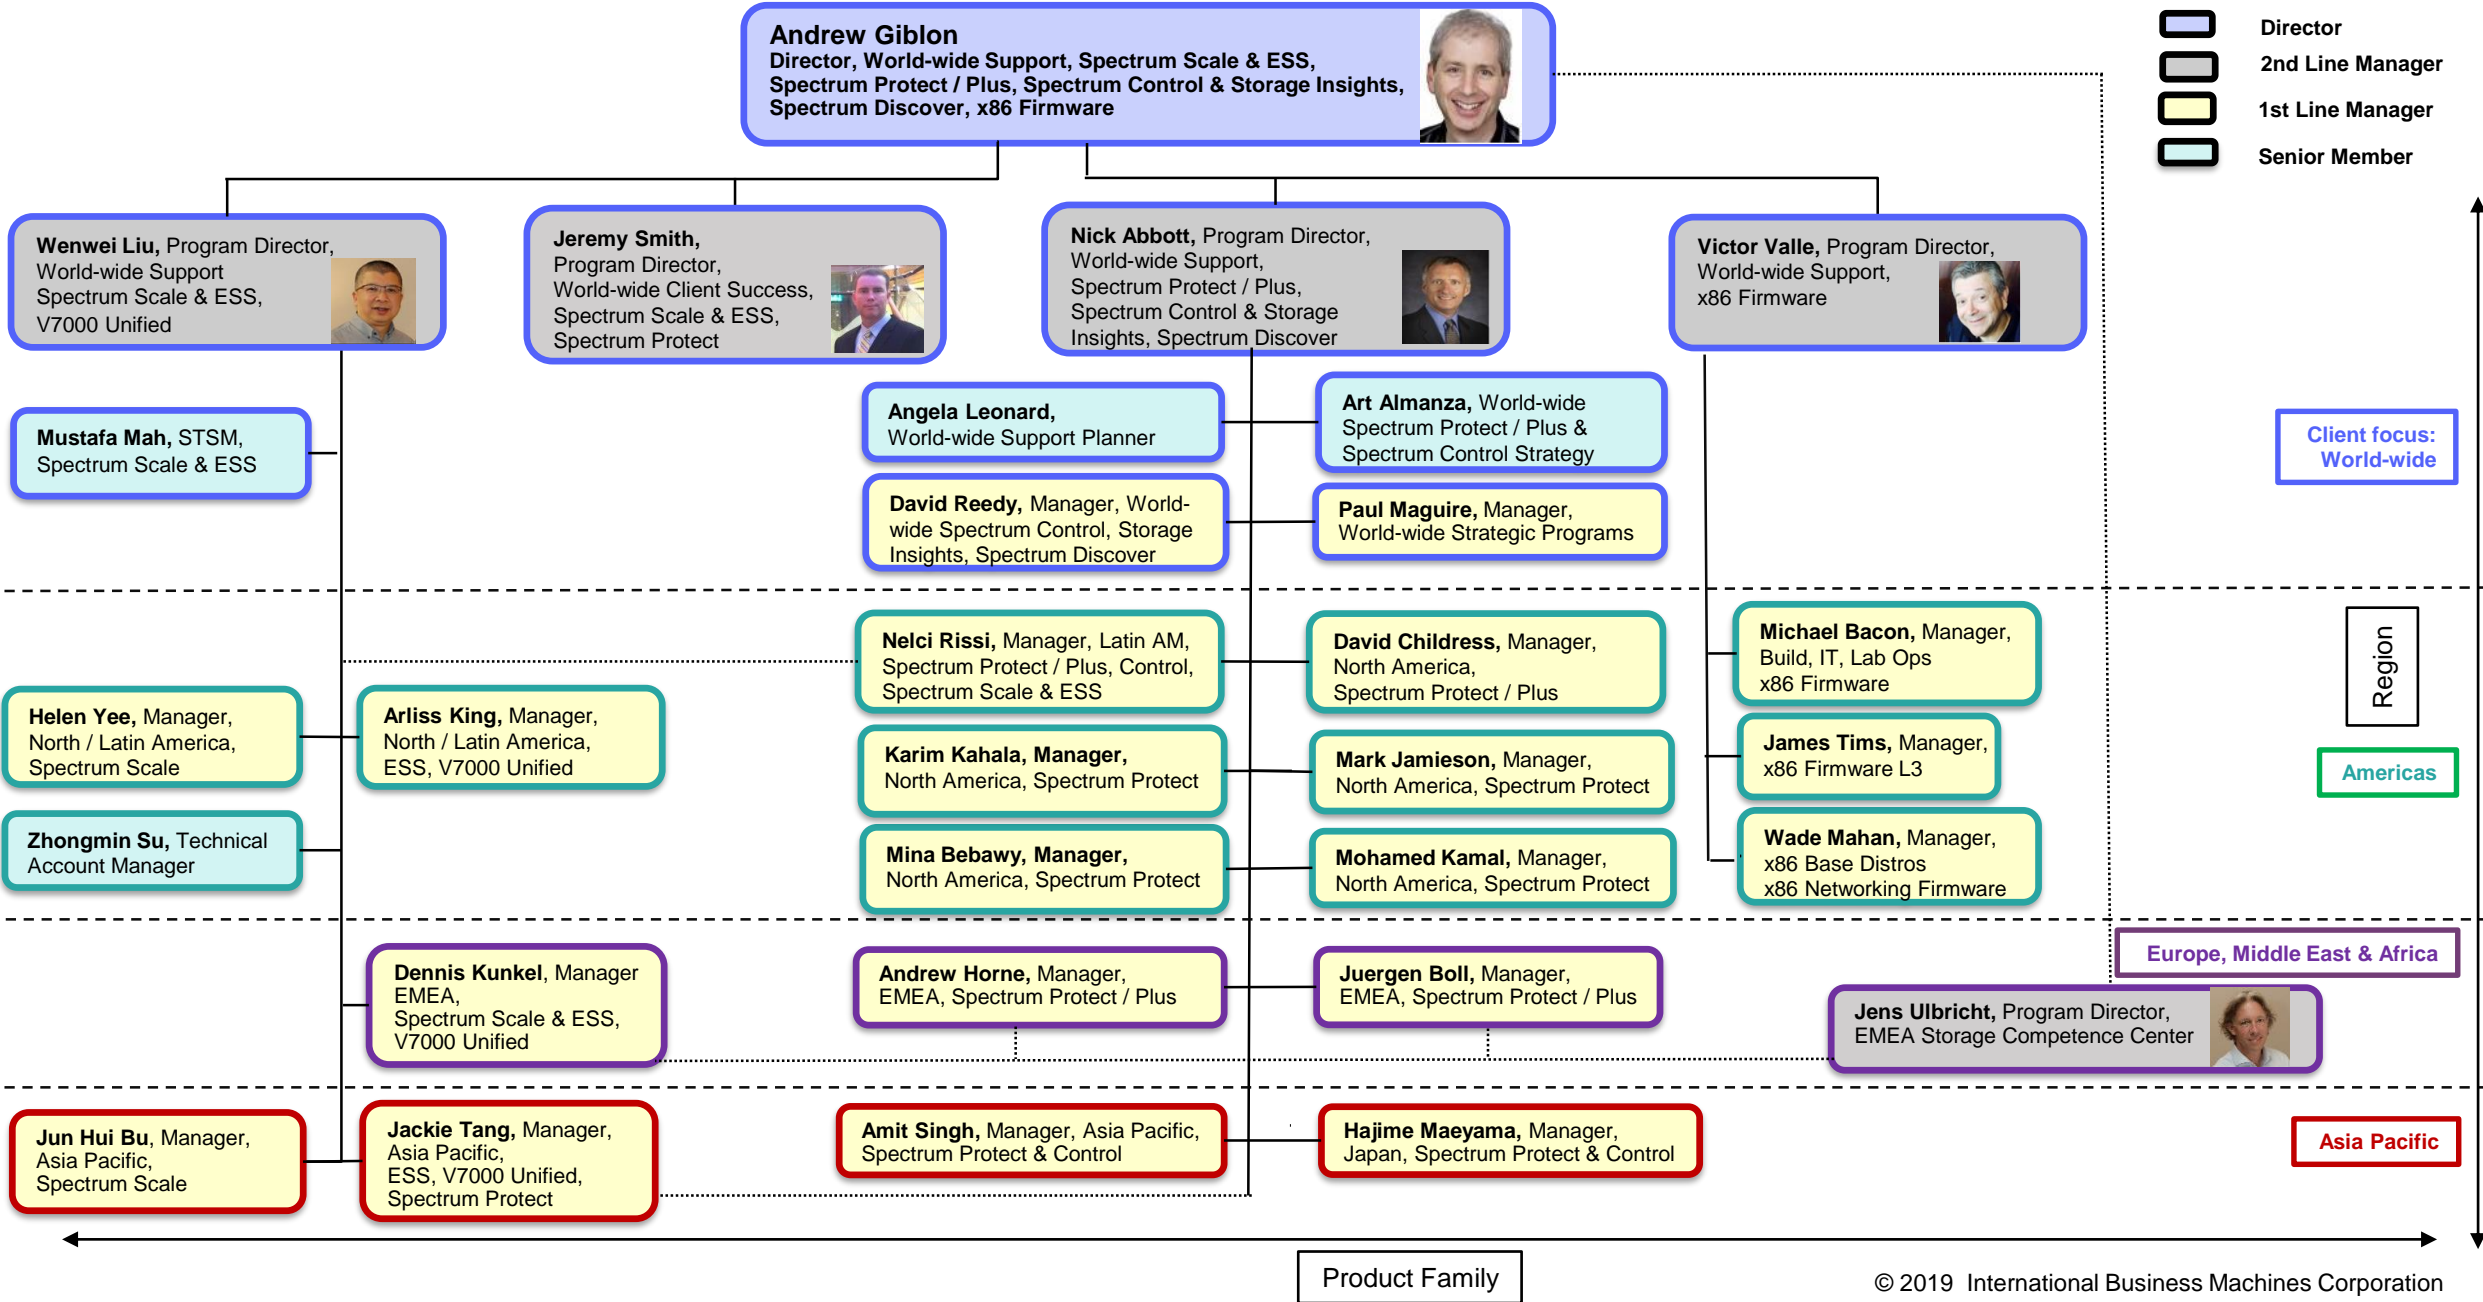 Andrew Giblon
Director, World-wide Support, Spectrum Scale & ESS,
Spectrum Protect / Plus, Spectrum Control & Storage Insights,
Spectrum Discover, x86 Firmware
Director
2nd Line Manager
1st Line Manager
Senior Member
Wenwei Liu, Program Director,
World-wide Support
Spectrum Scale & ESS,
V7000 Unified
Jeremy Smith,
Program Director,
World-wide Client Success,
Spectrum Scale & ESS,
Spectrum Protect
Nick Abbott, Program Director,
World-wide Support,
Spectrum Protect / Plus,
Spectrum Control & Storage
Insights, Spectrum Discover
Victor Valle, Program Director,
World-wide Support,
x86 Firmware
Mustafa Mah, STSM,
Spectrum Scale & ESS
Angela Leonard,
World-wide Support Planner
Art Almanza, World-wide
Spectrum Protect / Plus &
Spectrum Control Strategy
Client focus:
World-wide
David Reedy, Manager, World-
wide Spectrum Control, Storage
Insights, Spectrum Discover
Paul Maguire, Manager,
World-wide Strategic Programs
Nelci Rissi, Manager, Latin AM,
Spectrum Protect / Plus, Control,
Spectrum Scale & ESS
David Childress, Manager,
North America,
Spectrum Protect / Plus
Michael Bacon, Manager,
Build, IT, Lab Ops
x86 Firmware
Region
Helen Yee, Manager,
North / Latin America,
Spectrum Scale
Arliss King, Manager,
North / Latin America,
ESS, V7000 Unified
Karim Kahala, Manager,
North America, Spectrum Protect
Mark Jamieson, Manager,
North America, Spectrum Protect
James Tims, Manager,
x86 Firmware L3
Americas
Zhongmin Su, Technical
Account Manager
Mina Bebawy, Manager,
North America, Spectrum Protect
Mohamed Kamal, Manager,
North America, Spectrum Protect
Wade Mahan, Manager,
x86 Base Distros
x86 Networking Firmware
Dennis Kunkel, Manager
EMEA,
Spectrum Scale & ESS,
V7000 Unified
Andrew Horne, Manager,
EMEA, Spectrum Protect / Plus
Juergen Boll, Manager,
EMEA, Spectrum Protect / Plus
Europe, Middle East & Africa
Jens Ulbricht, Program Director,
EMEA Storage Competence Center
Jun Hui Bu, Manager,
Asia Pacific,
Spectrum Scale
Jackie Tang, Manager,
Asia Pacific,
ESS, V7000 Unified,
Spectrum Protect
Amit Singh, Manager, Asia Pacific,
Spectrum Protect & Control
Hajime Maeyama, Manager,
Japan, Spectrum Protect & Control
Asia Pacific
Product Family
© 2019 International Business Machines Corporation